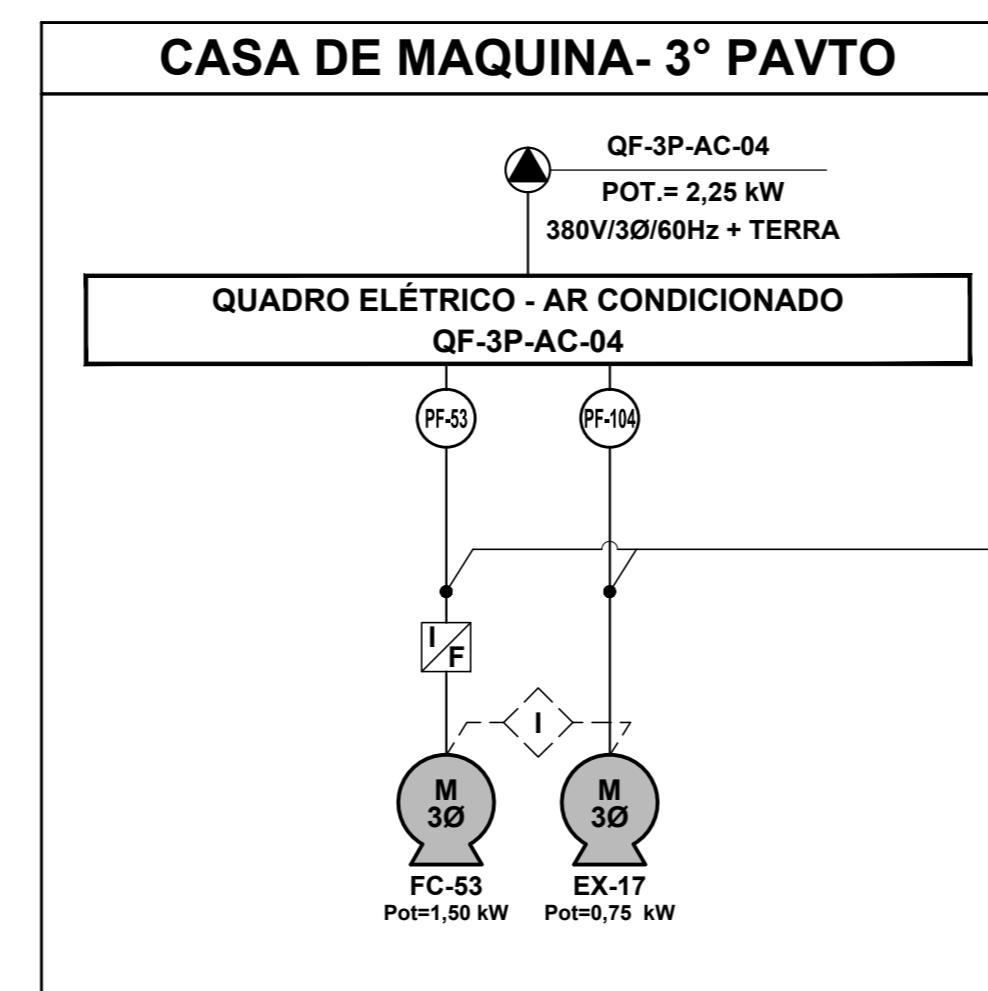 CASA DE MAQUINA- 3° PAVTO
QF-3P-AC-04
POT.= 2,25 kW
380V/3Ø/60Hz + TERRA
QUADRO ELÉTRICO - AR CONDICIONADO
QF-3P-AC-04
PF-53 PF-104
I/F
I
M M
3Ø 3Ø
FC-53 EX-17
Pot=1,50 kW Pot=0,75 kW